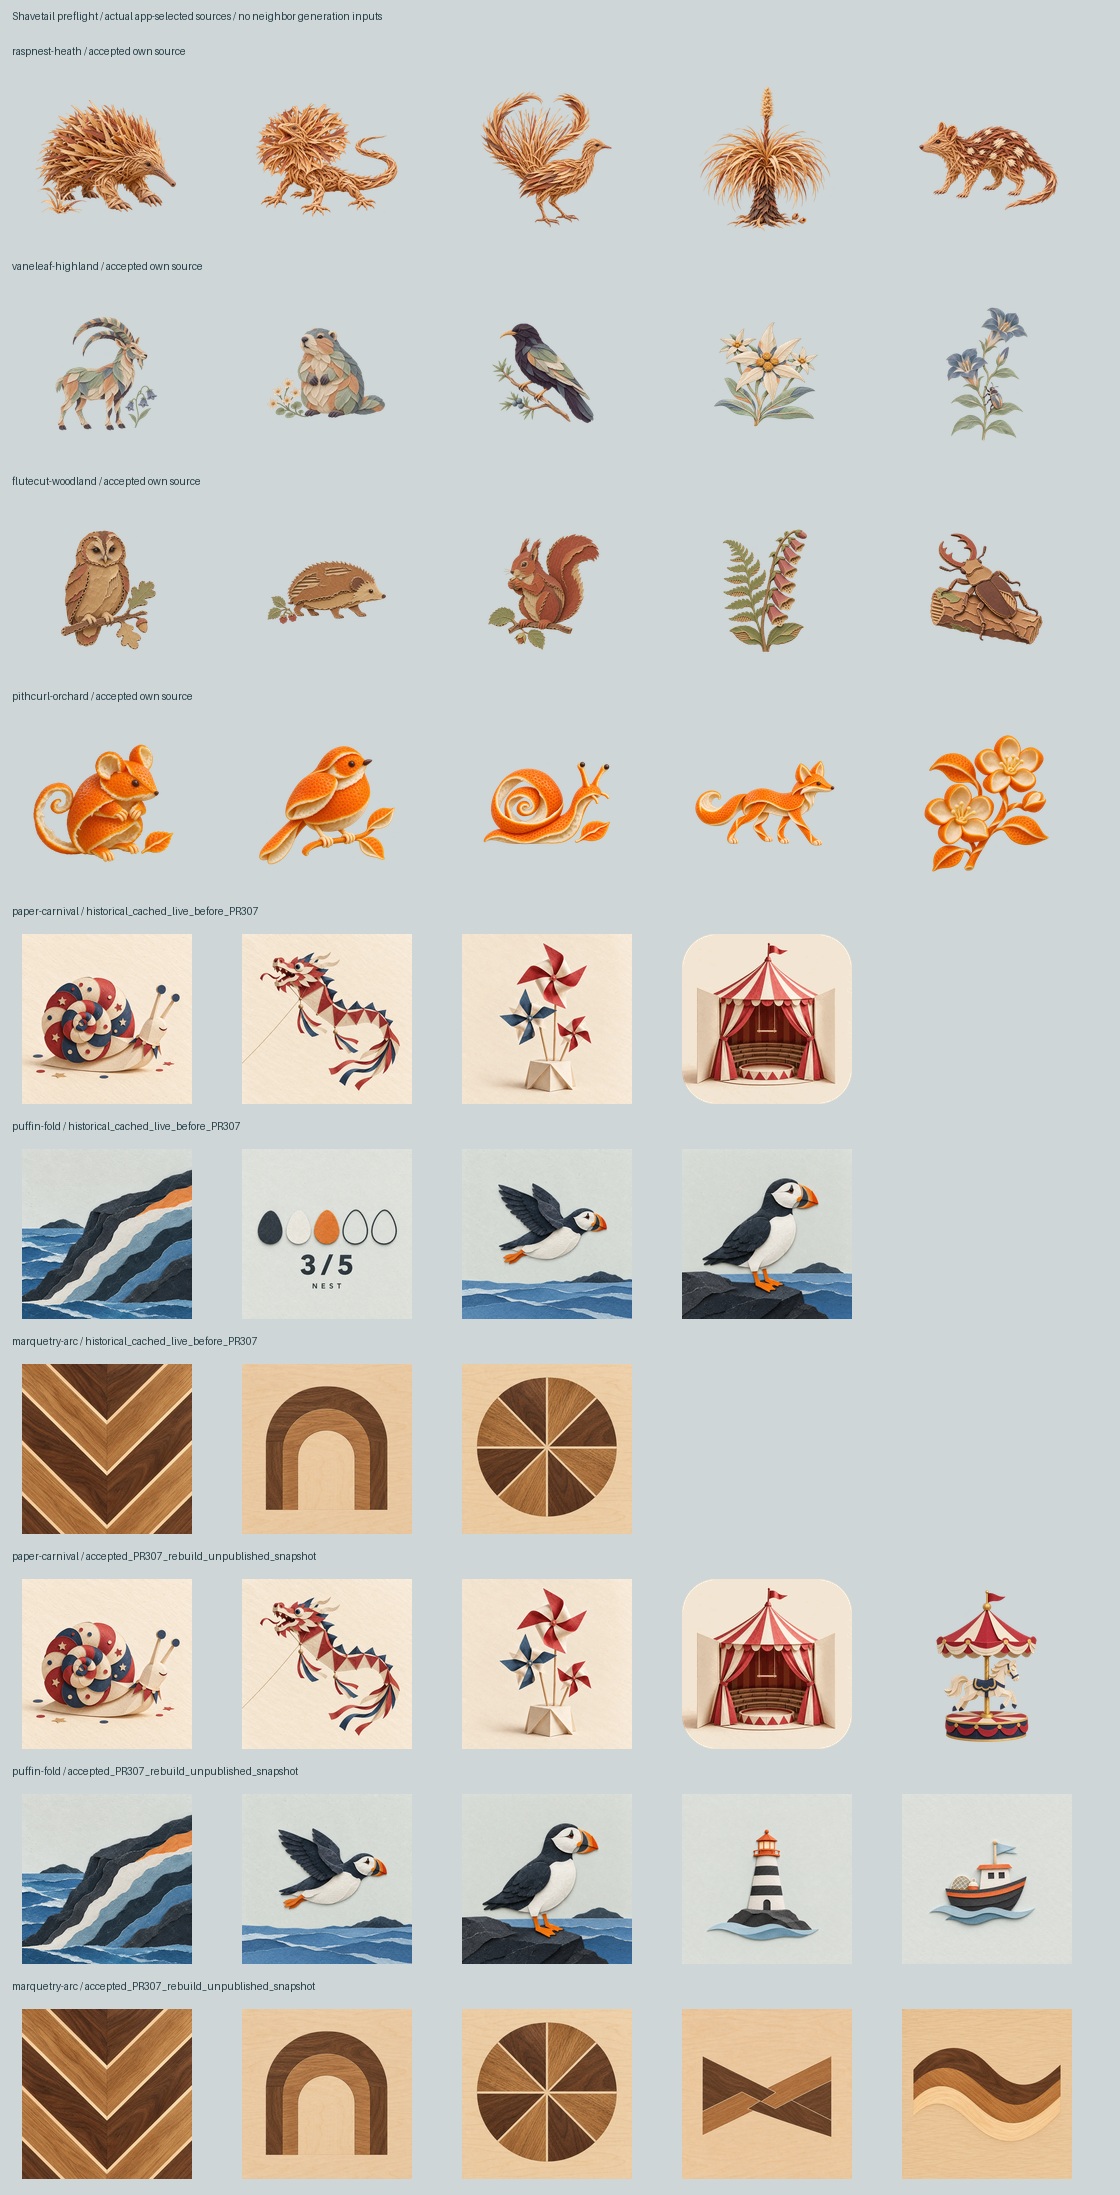 Shavetail preflight / actual app-selected sources / no neighbor generation inputs
raspnest-heath / accepted own source
vaneleaf-highland / accepted own source
flutecut-woodland / accepted own source
pithcurl-orchard / accepted own source
paper-carnival / historical_cached_live_before_PR307
puffin-fold / historical_cached_live_before_PR307
3/5
NEST
marquetry-arc / historical_cached_live_before_PR307
paper-carnival / accepted_PR307_rebuild_unpublished_snapshot
puffin-fold / accepted_PR307_rebuild_unpublished_snapshot
marquetry-arc / accepted_PR307_rebuild_unpublished_snapshot